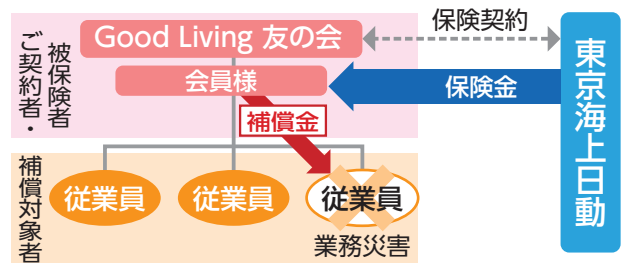 ご契約者・
被保険者
Good Living 友の会
会員様
保険契約
保険金
東京海上日動
補償金
補償対象者
従業員
従業員
従業員
業務災害